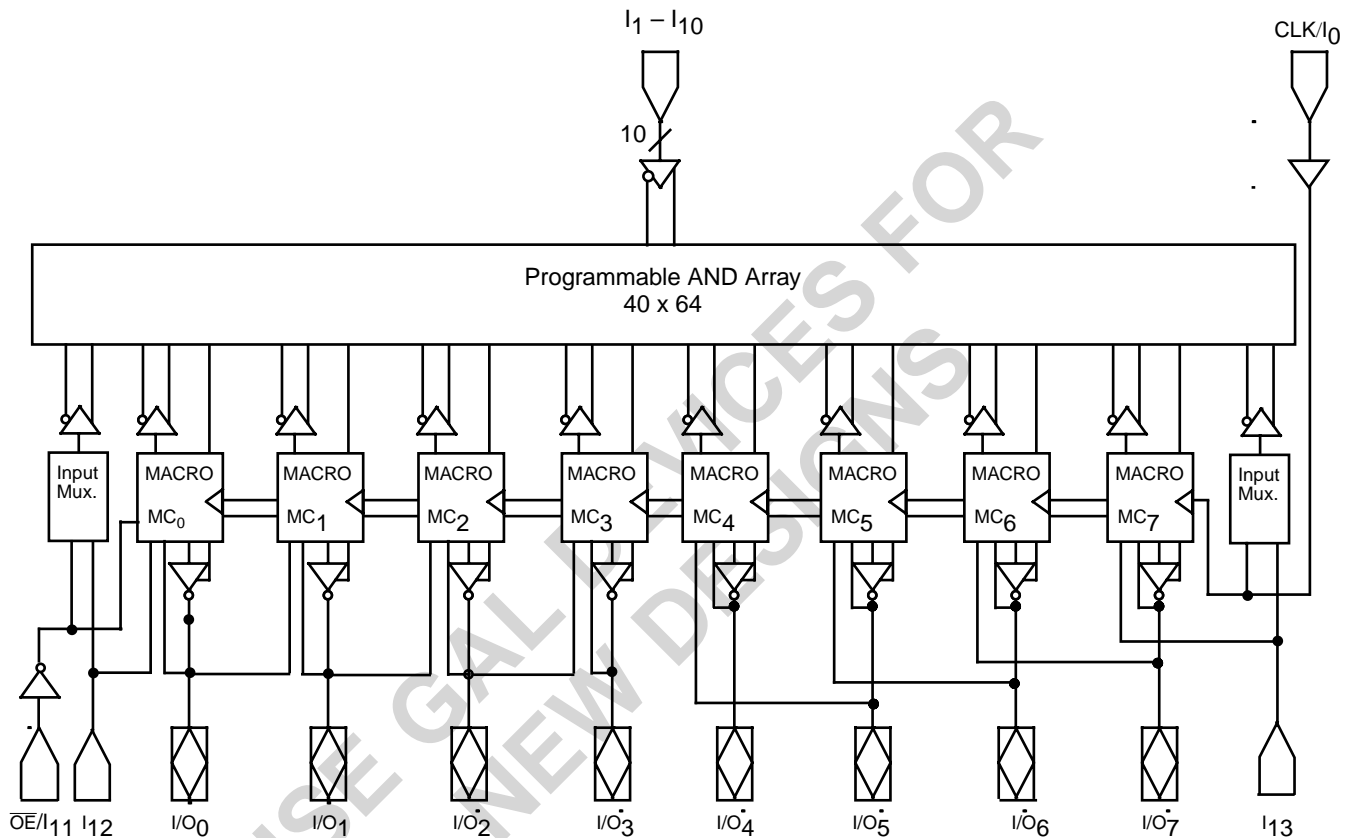 I1 – I10
CLK/I0
10
Programmable AND Array
40 x 64
Input
Mux.
MACRO
MC0
MACRO
MC1
MACRO
MC2
MACRO
MC3
MACRO
MC4
MACRO
MC5
MACRO
MC6
MACRO
MC7
Input
Mux.
O̅E̅/I11
I12
I/O0
I/O1
I/O2
I/O3
I/O4
I/O5
I/O6
I/O7
I13
USE GAL DEVICES FOR
NEW DESIGNS